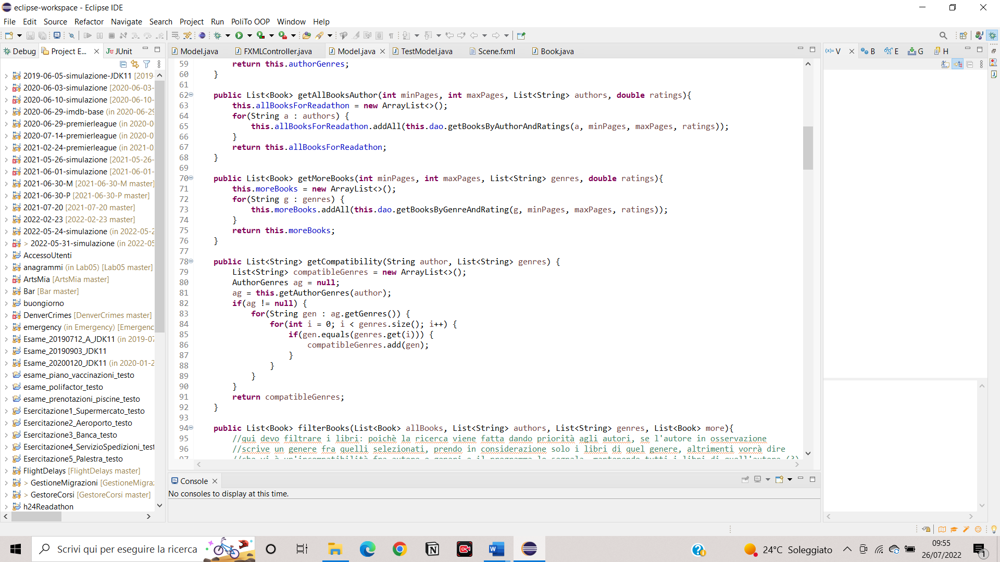 eclipse-workspace - Eclipse IDE
File Edit Source Refactor Navigate Search Project Run PoliTo OOP Window Help
Debug Project E... JUnit
Model.java FXMLController.java Model.java TestModel.java Scene.fxml Book.java
(x)= V B E G H
2019-06-05-simulazione-JDK11 [2019-
2020-06-03-simulazione [2020-06-03-
2020-06-10-simulazione [2020-06-10-
2020-06-29-imdb-base (in 2020-06-29
2020-06-29-premierleague (in 2020-0
2020-07-14-premierleague (in 2020-0
2021-02-24-premierleague (in 2021-0
2021-05-26-simulazione [2021-05-26-
2021-06-01-simulazione [2021-06-01-
2021-06-30-M [2021-06-30-M master]
2021-06-30-P [2021-06-30-P master]
2021-07-20 [2021-07-20 master]
2022-02-23 [2022-02-23 master]
2022-05-24-simulazione (in 2022-05-2
> 2022-05-31-simulazione (in 2022-05
AccessoUtenti
anagrammi (in Lab05) [Lab05 master]
ArtsMia [ArtsMia master]
Bar [Bar master]
buongiorno
DenverCrimes [DenverCrimes master]
emergency (in Emergency) [Emergenc
Esame_20190712_A_JDK11 (in 2019-07
Esame_20190903_JDK11
Esame_20200120_JDK11 (in 2020-01-2
esame_piano_vaccinazioni_testo
esame_polifactor_testo
esame_prenotazioni_piscine_testo
Esercitazione1_Supermercato_testo
Esercitazione2_Aeroporto_testo
Esercitazione3_Banca_testo
Esercitazione4_ServizioSpedizioni_test
Esercitazione5_Palestra_testo
FlightDelays [FlightDelays master]
> GestioneMigrazioni [GestioneMigraz
> GestoreCorsi [GestoreCorsi master]
h24Readathon
59 return this.authorGenres;
60 }
61
62 public List<Book> getAllBooksAuthor(int minPages, int maxPages, List<String> authors, double ratings){
63 this.allBooksForReadathon = new ArrayList<>();
64 for(String a : authors) {
65 this.allBooksForReadathon.addAll(this.dao.getBooksByAuthorAndRatings(a, minPages, maxPages, ratings));
66 }
67 return this.allBooksForReadathon;
68 }
69
70 public List<Book> getMoreBooks(int minPages, int maxPages, List<String> genres, double ratings){
71 this.moreBooks = new ArrayList<>();
72 for(String g : genres) {
73 this.moreBooks.addAll(this.dao.getBooksByGenreAndRating(g, minPages, maxPages, ratings));
74 }
75 return this.moreBooks;
76 }
77
78 public List<String> getCompatibility(String author, List<String> genres) {
79 List<String> compatibleGenres = new ArrayList<>();
80 AuthorGenres ag = null;
81 ag = this.getAuthorGenres(author);
82 if(ag != null) {
83 for(String gen : ag.getGenres()) {
84 for(int i = 0; i < genres.size(); i++) {
85 if(gen.equals(genres.get(i))) {
86 compatibleGenres.add(gen);
87 }
88 }
89 }
90 }
91 return compatibleGenres;
92 }
93
94 public List<Book> filterBooks(List<Book> allBooks, List<String> authors, List<String> genres, List<Book> more){
95 //qui devo filtrare i libri: poichè la ricerca viene fatta dando priorità agli autori, se l'autore in osservazione
96 //scrive un genere fra quelli selezionati, prendo in considerazione solo i libri di quel genere, altrimenti vorrà dire
97 //che vi è un'incompatibilità fra autore e generi e il programma lo segnala, mantenendo tutti i libri di quell'autore (?)
Console
No consoles to display at this time.
Scrivi qui per eseguire la ricerca
24°C Soleggiato
09:55
26/07/2022
1